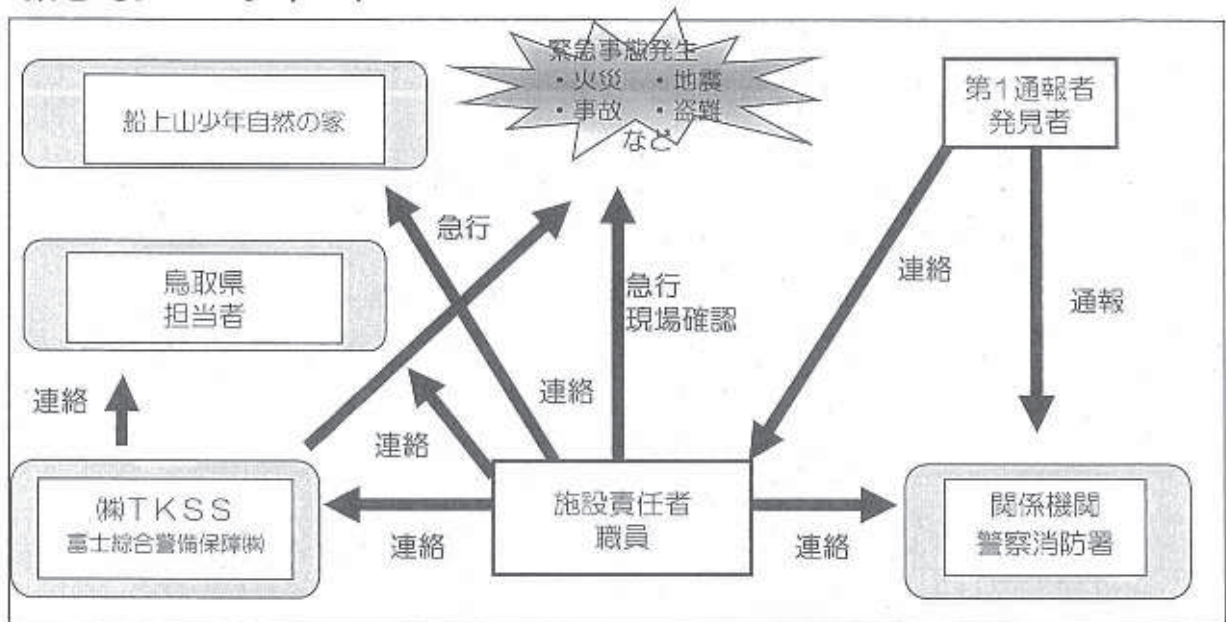 緊急事態発生
・火災 ・地震
・事故 ・盗難
など
船上山少年自然の家
第1通報者
発見者
急行
鳥取県
担当者
急行
現場確認
連絡
通報
連絡
連絡
連絡
㈱TKSS
富士綜合警備保障㈱
連絡
施設責任者
職員
連絡
関係機関
警察消防署